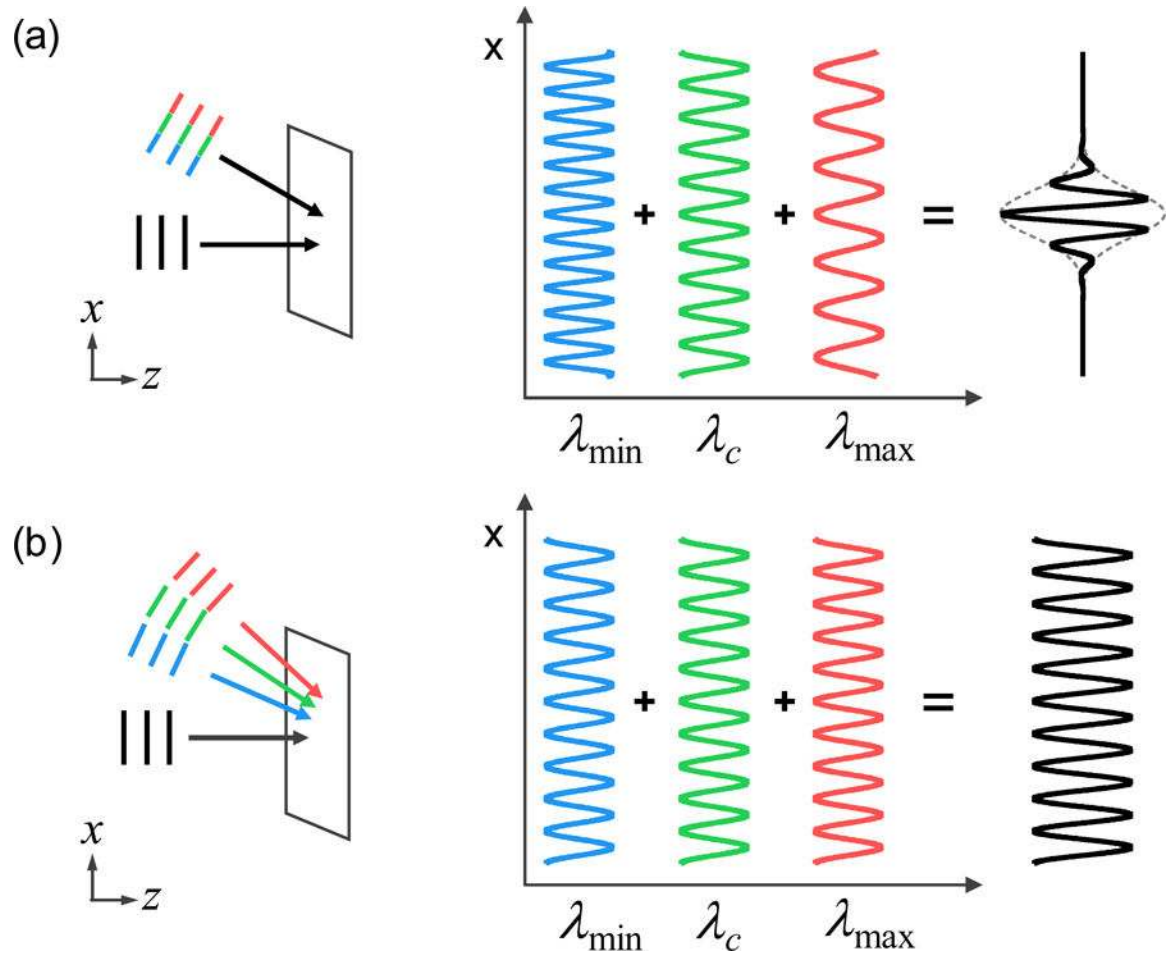 (a)
x
+ + =
x
z
λmin λc λmax
(b)
x
+ + =
x
z
λmin λc λmax